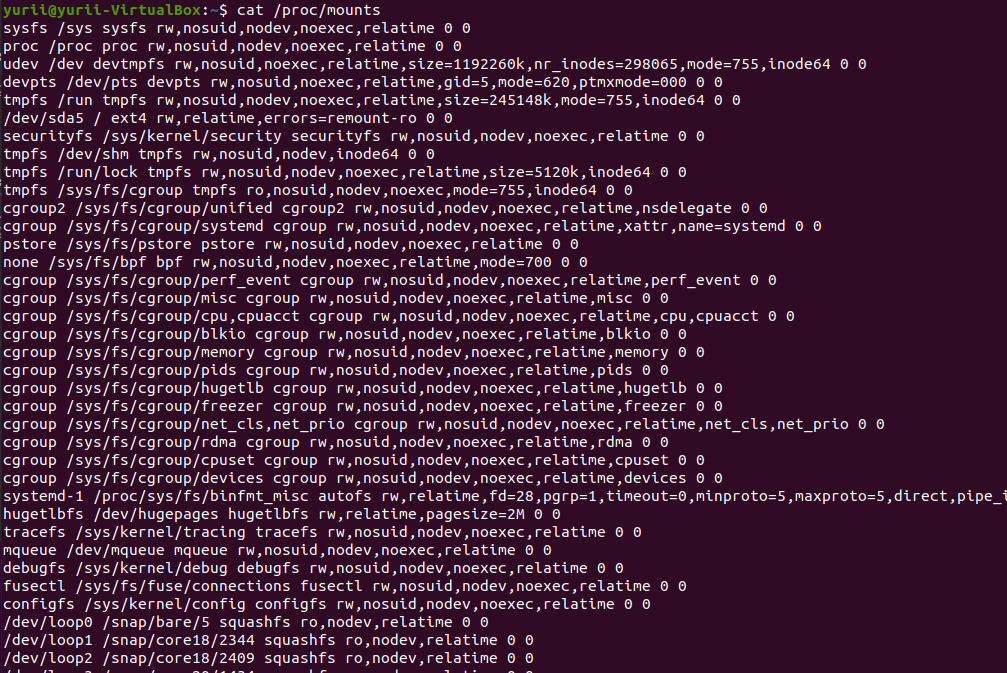 yurii@yurii-VirtualBox:~$ cat /proc/mounts
sysfs /sys sysfs rw,nosuid,nodev,noexec,relatime 0 0
proc /proc proc rw,nosuid,nodev,noexec,relatime 0 0
udev /dev devtmpfs rw,nosuid,noexec,relatime,size=1192260k,nr_inodes=298065,mode=755,inode64 0 0
devpts /dev/pts devpts rw,nosuid,noexec,relatime,gid=5,mode=620,ptmxmode=000 0 0
tmpfs /run tmpfs rw,nosuid,nodev,noexec,relatime,size=245148k,mode=755,inode64 0 0
/dev/sda5 / ext4 rw,relatime,errors=remount-ro 0 0
securityfs /sys/kernel/security securityfs rw,nosuid,nodev,noexec,relatime 0 0
tmpfs /dev/shm tmpfs rw,nosuid,nodev,inode64 0 0
tmpfs /run/lock tmpfs rw,nosuid,nodev,noexec,relatime,size=5120k,inode64 0 0
tmpfs /sys/fs/cgroup tmpfs ro,nosuid,nodev,noexec,mode=755,inode64 0 0
cgroup2 /sys/fs/cgroup/unified cgroup2 rw,nosuid,nodev,noexec,relatime,nsdelegate 0 0
cgroup /sys/fs/cgroup/systemd cgroup rw,nosuid,nodev,noexec,relatime,xattr,name=systemd 0 0
pstore /sys/fs/pstore pstore rw,nosuid,nodev,noexec,relatime 0 0
none /sys/fs/bpf bpf rw,nosuid,nodev,noexec,relatime,mode=700 0 0
cgroup /sys/fs/cgroup/perf_event cgroup rw,nosuid,nodev,noexec,relatime,perf_event 0 0
cgroup /sys/fs/cgroup/misc cgroup rw,nosuid,nodev,noexec,relatime,misc 0 0
cgroup /sys/fs/cgroup/cpu,cpuacct cgroup rw,nosuid,nodev,noexec,relatime,cpu,cpuacct 0 0
cgroup /sys/fs/cgroup/blkio cgroup rw,nosuid,nodev,noexec,relatime,blkio 0 0
cgroup /sys/fs/cgroup/memory cgroup rw,nosuid,nodev,noexec,relatime,memory 0 0
cgroup /sys/fs/cgroup/pids cgroup rw,nosuid,nodev,noexec,relatime,pids 0 0
cgroup /sys/fs/cgroup/hugetlb cgroup rw,nosuid,nodev,noexec,relatime,hugetlb 0 0
cgroup /sys/fs/cgroup/freezer cgroup rw,nosuid,nodev,noexec,relatime,freezer 0 0
cgroup /sys/fs/cgroup/net_cls,net_prio cgroup rw,nosuid,nodev,noexec,relatime,net_cls,net_prio 0 0
cgroup /sys/fs/cgroup/rdma cgroup rw,nosuid,nodev,noexec,relatime,rdma 0 0
cgroup /sys/fs/cgroup/cpuset cgroup rw,nosuid,nodev,noexec,relatime,cpuset 0 0
cgroup /sys/fs/cgroup/devices cgroup rw,nosuid,nodev,noexec,relatime,devices 0 0
systemd-1 /proc/sys/fs/binfmt_misc autofs rw,relatime,fd=28,pgrp=1,timeout=0,minproto=5,maxproto=5,direct,pipe_i
hugetlbfs /dev/hugepages hugetlbfs rw,relatime,pagesize=2M 0 0
tracefs /sys/kernel/tracing tracefs rw,nosuid,nodev,noexec,relatime 0 0
mqueue /dev/mqueue mqueue rw,nosuid,nodev,noexec,relatime 0 0
debugfs /sys/kernel/debug debugfs rw,nosuid,nodev,noexec,relatime 0 0
fusectl /sys/fs/fuse/connections fusectl rw,nosuid,nodev,noexec,relatime 0 0
configfs /sys/kernel/config configfs rw,nosuid,nodev,noexec,relatime 0 0
/dev/loop0 /snap/bare/5 squashfs ro,nodev,relatime 0 0
/dev/loop1 /snap/core18/2344 squashfs ro,nodev,relatime 0 0
/dev/loop2 /snap/core18/2409 squashfs ro,nodev,relatime 0 0